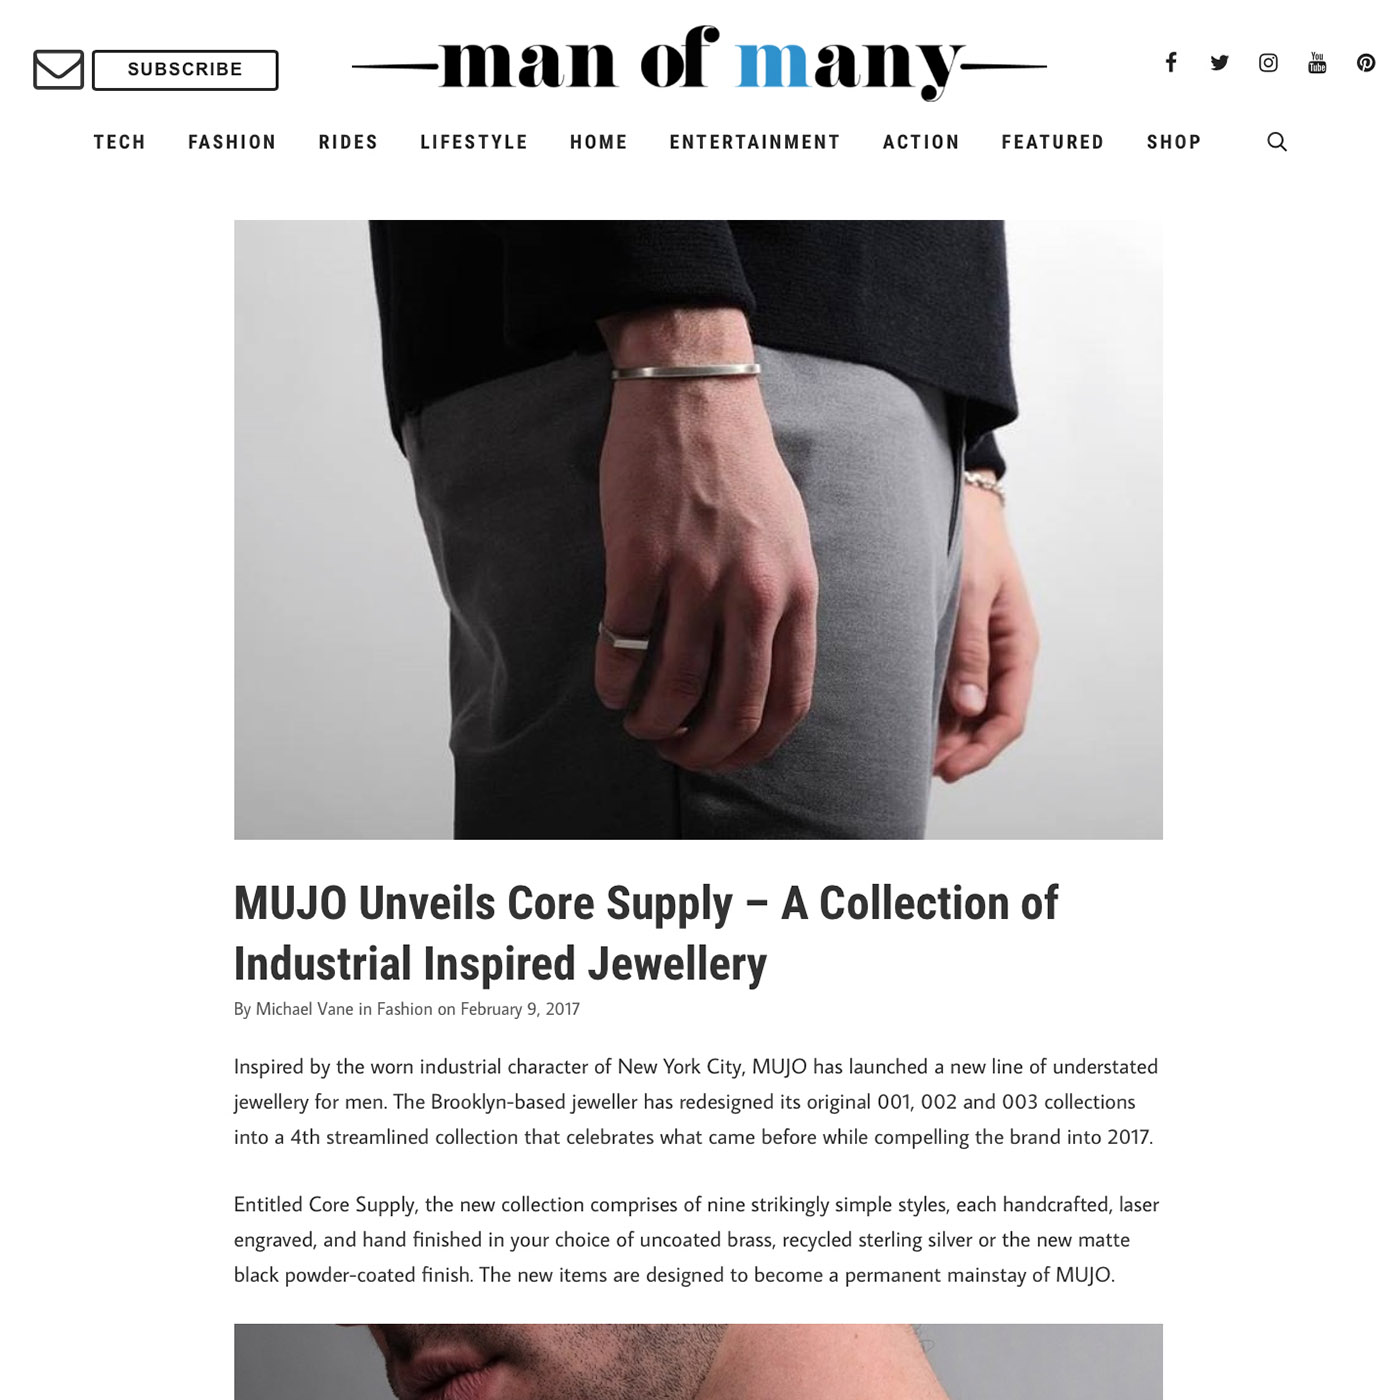 SUBSCRIBE
man of many
You
Tube
TECH FASHION RIDES LIFESTYLE HOME ENTERTAINMENT ACTION FEATURED SHOP
MUJO Unveils Core Supply – A Collection of
Industrial Inspired Jewellery
By Michael Vane in Fashion on February 9, 2017
Inspired by the worn industrial character of New York City, MUJO has launched a new line of understated
jewellery for men. The Brooklyn-based jeweller has redesigned its original 001, 002 and 003 collections
into a 4th streamlined collection that celebrates what came before while compelling the brand into 2017.
Entitled Core Supply, the new collection comprises of nine strikingly simple styles, each handcrafted, laser
engraved, and hand finished in your choice of uncoated brass, recycled sterling silver or the new matte
black powder-coated finish. The new items are designed to become a permanent mainstay of MUJO.